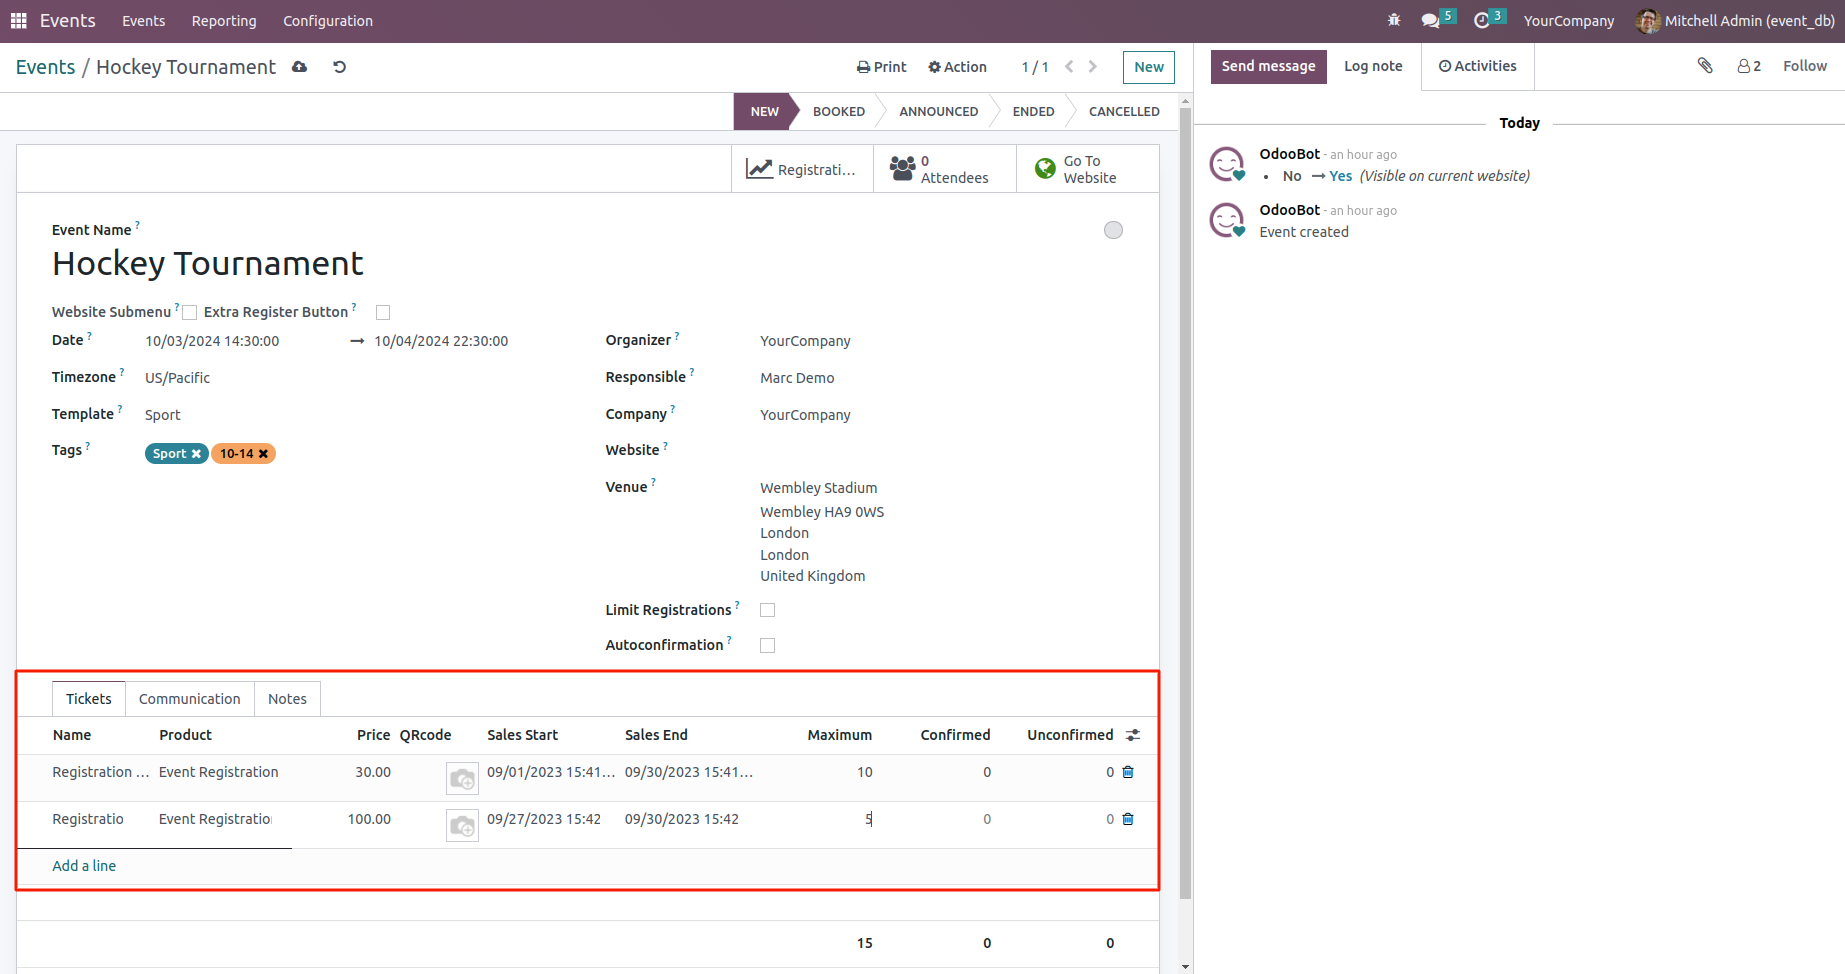 Events Events Reporting Configuration 5 3 YourCompany Mitchell Admin (event_db)
Events / Hockey Tournament Print Action 1 / 1 New Send message Log note Activities 2 Follow
NEW BOOKED ANNOUNCED ENDED CANCELLED
Today
Registrati... 0 Attendees Go To Website
OdooBot - an hour ago
• No → Yes (Visible on current website)
OdooBot - an hour ago
Event created
Event Name ?
Hockey Tournament
Website Submenu ? Extra Register Button ?
Date ? 10/03/2024 14:30:00 → 10/04/2024 22:30:00 Organizer ? YourCompany
Timezone ? US/Pacific Responsible ? Marc Demo
Template ? Sport Company ? YourCompany
Tags ? Sport ✖ 10-14 ✖ Website ?
Venue ? Wembley Stadium
Wembley HA9 0WS
London
London
United Kingdom
Limit Registrations ?
Autoconfirmation ?
Tickets Communication Notes
Name Product Price QRcode Sales Start Sales End Maximum Confirmed Unconfirmed
Registration ... Event Registration 30.00 09/01/2023 15:41... 09/30/2023 15:41... 10 0 0
Registratio Event Registratio 100.00 09/27/2023 15:42 09/30/2023 15:42 5 0 0
Add a line
15 0 0